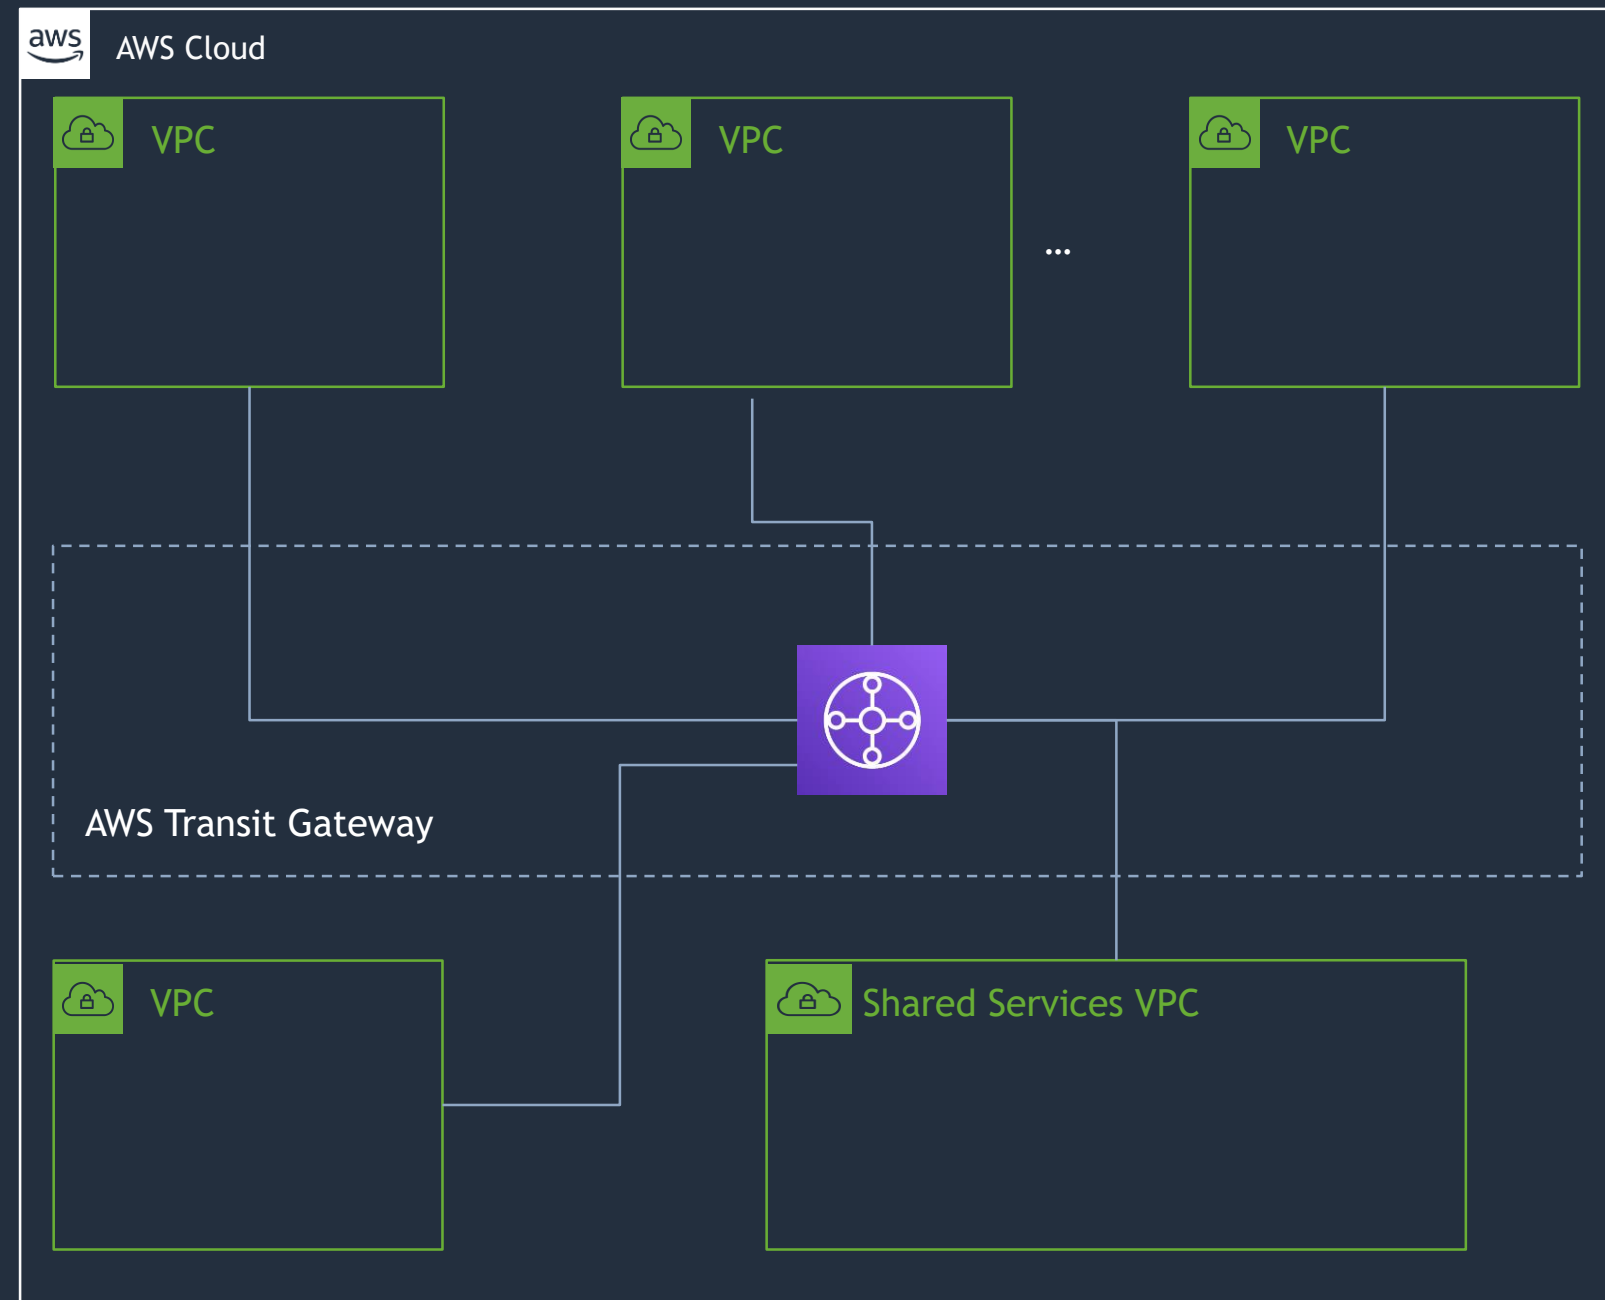 aws
AWS Cloud
VPC
VPC
VPC
...
AWS Transit Gateway
VPC
Shared Services VPC